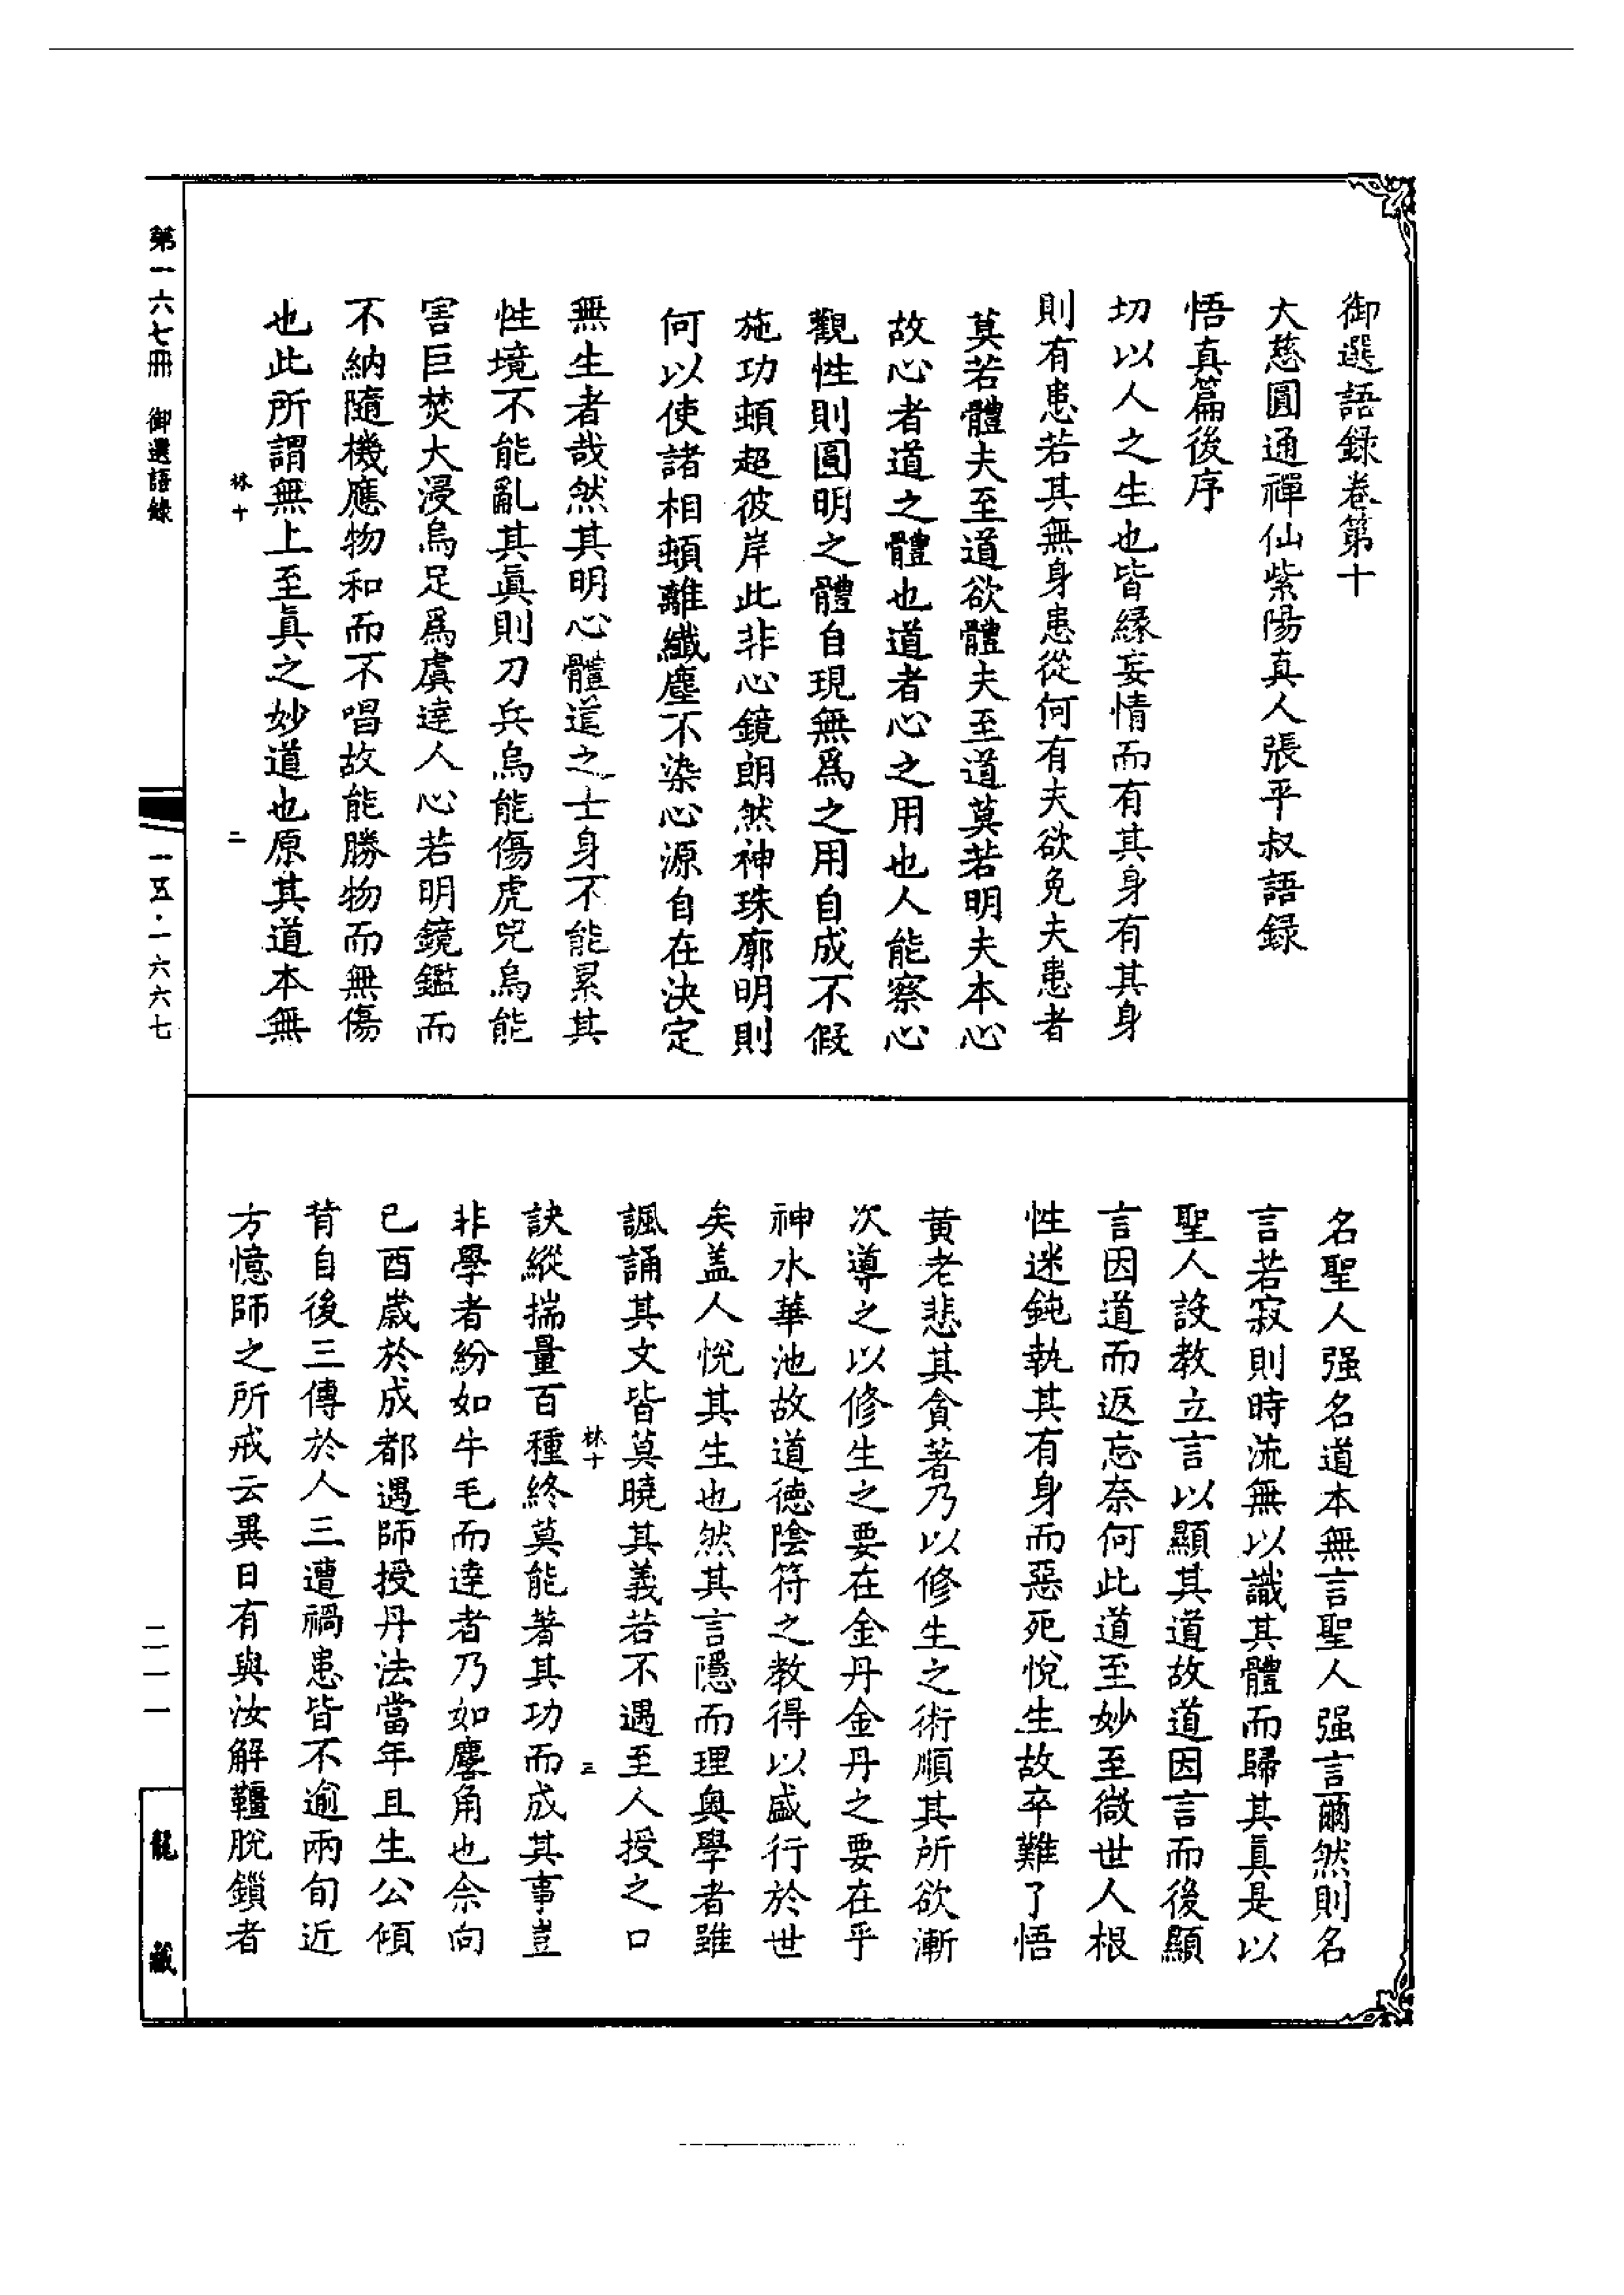 御選語録卷第十
大慈圓通禪仙紫陽真人張平叔語録
悟真篇後序
切以人之生也皆緣妄情而有其身有其身
則有患若其無身患從何有夫欲免夫患者
莫若體夫至道欲體夫至道莫若明夫本心
故心者道之體也道者心之用也人能察心
觀性則圓明之體自現無爲之用自成不假
施功頓超彼岸此非心鏡朗然神珠廓明則
何以使諸相頓離纖塵不染心源自在決定
無生者哉然其明心體道之士身不能累其
性境不能亂其眞則刀兵烏能傷虎兕烏能
害巨焚大浸烏足爲虞達人心若明鏡鑑而
不納隨機應物和而不唱故能勝物而無傷
也此所謂無上至眞之妙道也原其道本無
林十
二
名聖人强名道本無言聖人强言爾然則名
言若寂則時流無以識其體而歸其眞是以
聖人設教立言以顯其道故道因言而後顯
言因道而返忘奈何此道至妙至微世人根
性迷鈍執其有身而惡死悅生故卒難了悟
黃老悲其貪著乃以修生之術順其所欲漸
次導之以修生之要在金丹金丹之要在乎
神水華池故道德陰符之教得以盛行於世
矣盖人悅其生也然其言隱而理奧學者雖
諷誦其文皆莫曉其義若不遇至人授之口
林十
三
訣縱揣量百種終莫能著其功而成其事豈
非學者紛如牛毛而達者乃如麟角也余向
己酉歲於成都遇師授丹法當年且生公傾
背自後三傳於人三遭禍患皆不逾兩旬近
方憶師之所戒云異日有與汝解韁脫鎖者
第一六七冊
御選語錄
一五·一六六七
二一一
龍藏